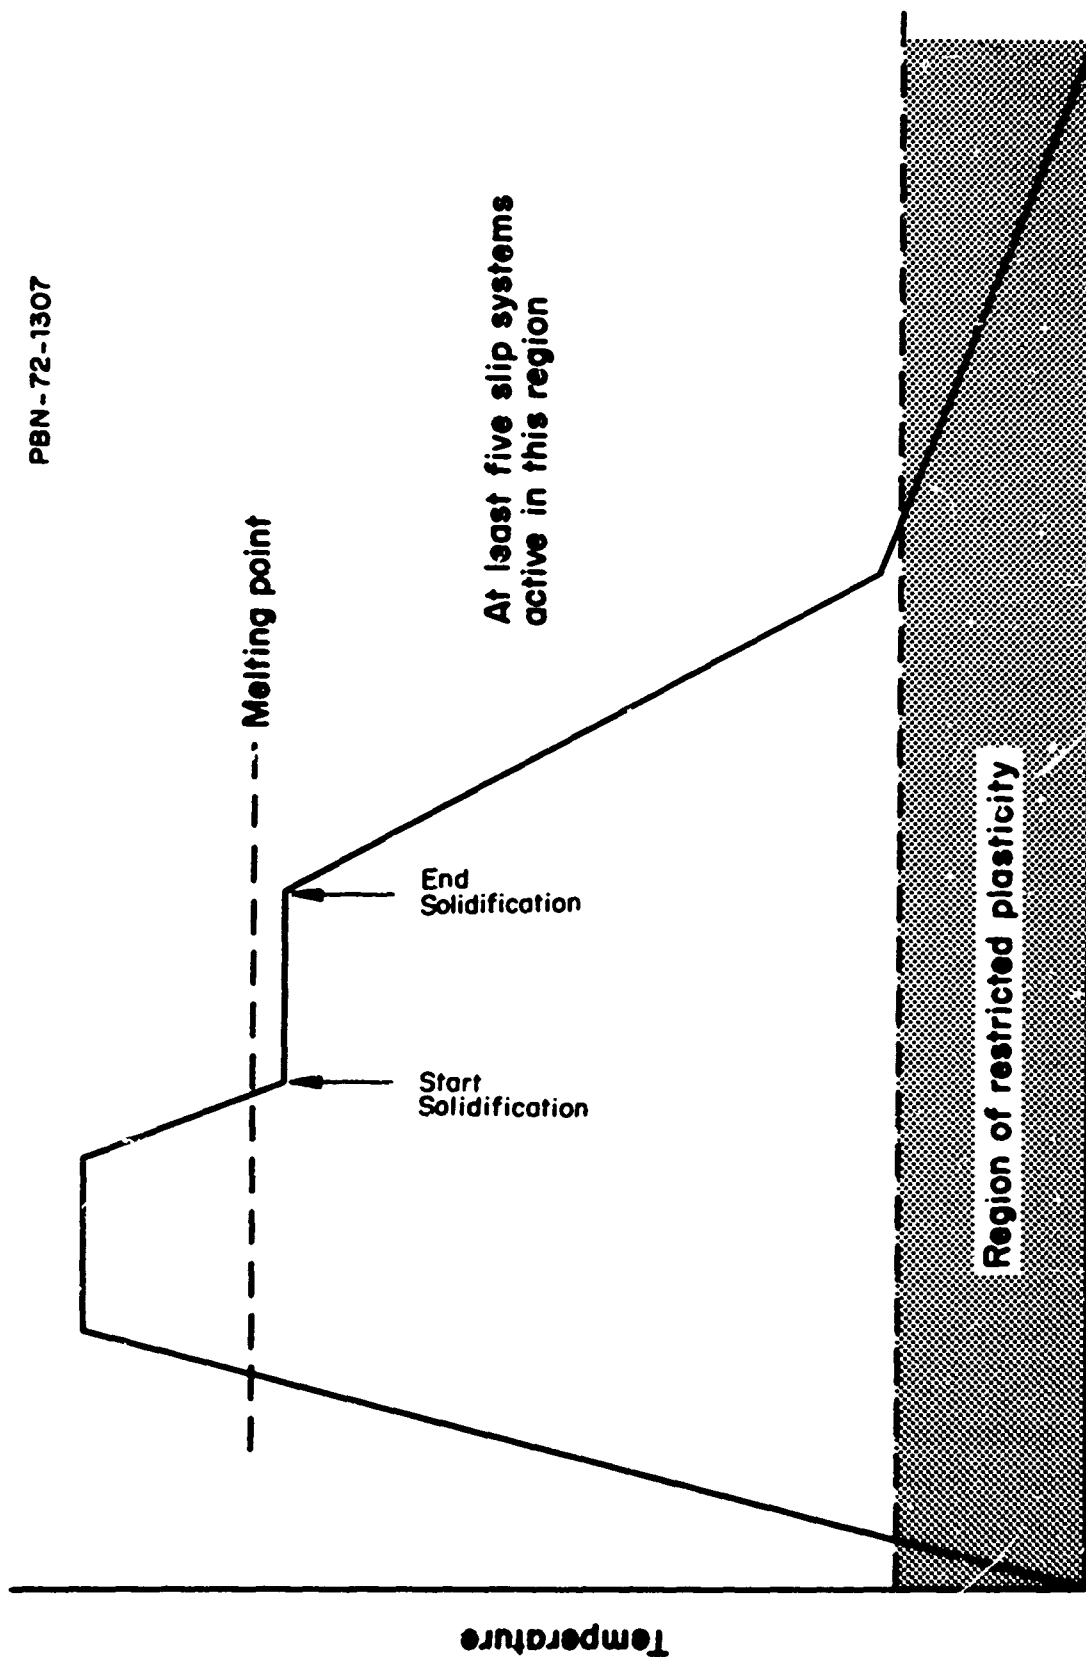 PBN-72-1307
Melting point
At least five slip systems
active in this region
End
Solidification
Start
Solidification
Region of restricted plasticity
Temperature